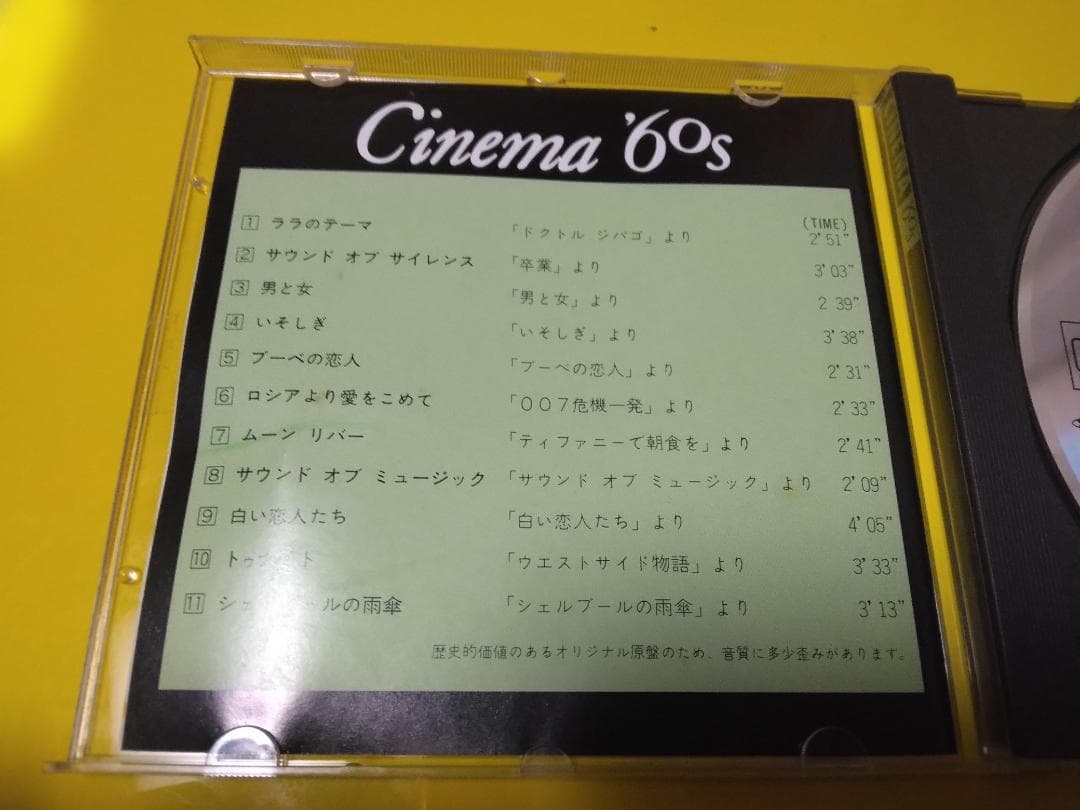 Cinema '60s
(TIME)
1 ララのテーマ 「ドクトル ジバゴ」より 2'51"
2 サウンド オブ サイレンス 「卒業」より 3'03"
3 男と女 「男と女」より 2 39"
4 いそしぎ 「いそしぎ」より 3'38"
5 ブーベの恋人 「ブーベの恋人」より 2'31"
6 ロシアより愛をこめて 「007危機一発」より 2'33"
7 ムーン リバー 「ティファニーで朝食を」より 2'41"
8 サウンド オブ ミュージック 「サウンド オブ ミュージック」より 2'09"
9 白い恋人たち 「白い恋人たち」より 4'05"
10 「ウエストサイド物語」より 3'33"
11 シェルブールの雨傘 「シェルブールの雨傘」より 3'13"
歴史的価値のあるオリジナル原盤のため、音質に多少歪みがあります。